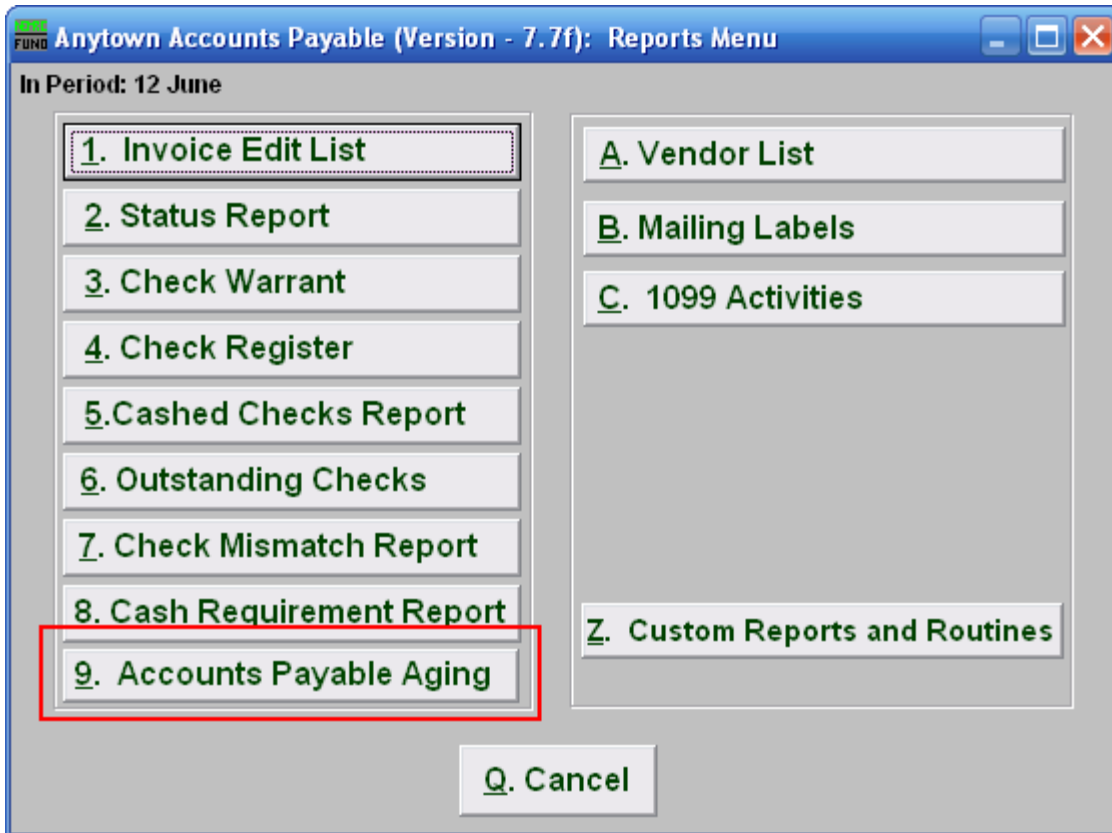 FUND Anytown Accounts Payable (Version - 7.7f): Reports Menu
In Period: 12 June
1. Invoice Edit List
2. Status Report
3. Check Warrant
4. Check Register
5.Cashed Checks Report
6. Outstanding Checks
7. Check Mismatch Report
8. Cash Requirement Report
9. Accounts Payable Aging
A. Vendor List
B. Mailing Labels
C. 1099 Activities
Z. Custom Reports and Routines
Q. Cancel